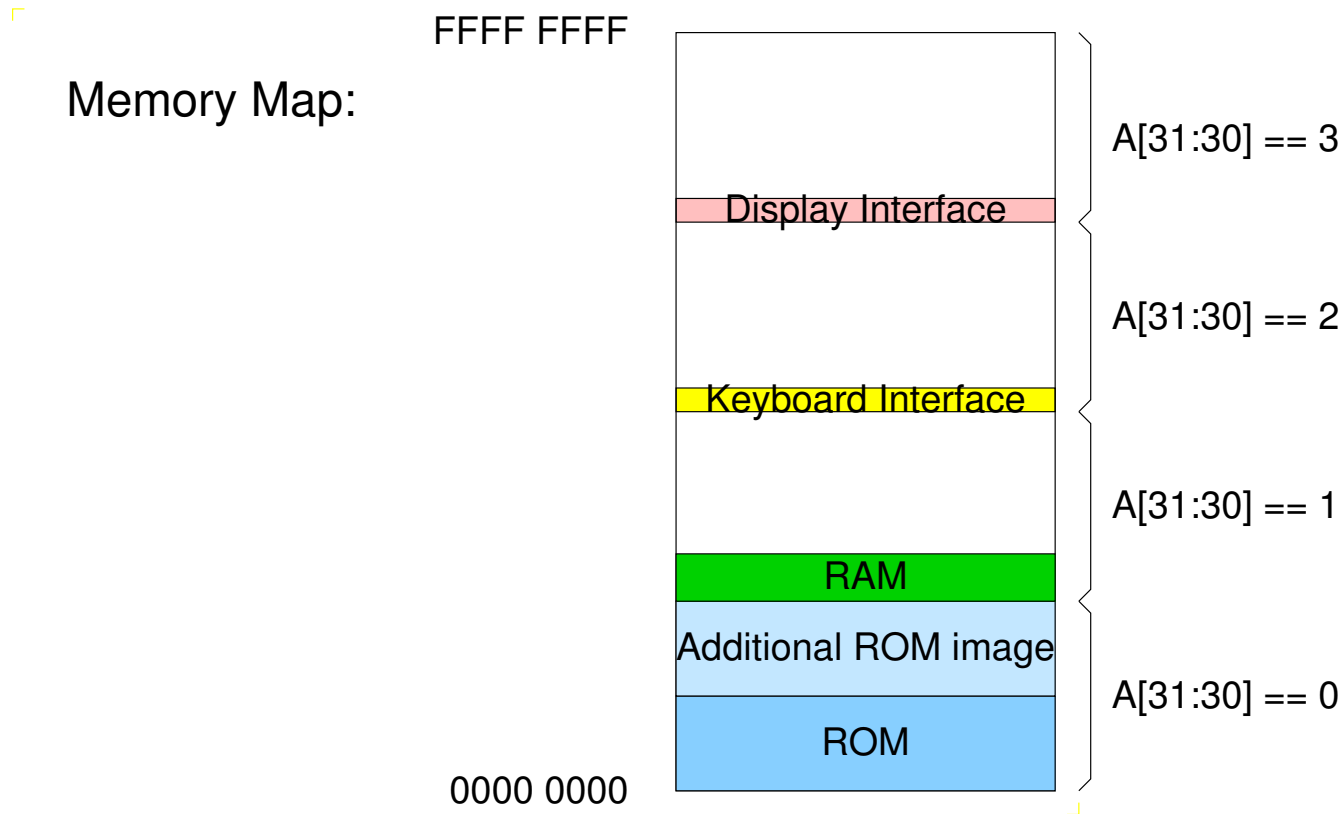 FFFF FFFF
Memory Map:
A[31:30] == 3
Display Interface
A[31:30] == 2
Keyboard Interface
A[31:30] == 1
RAM
Additional ROM image
A[31:30] == 0
ROM
0000 0000